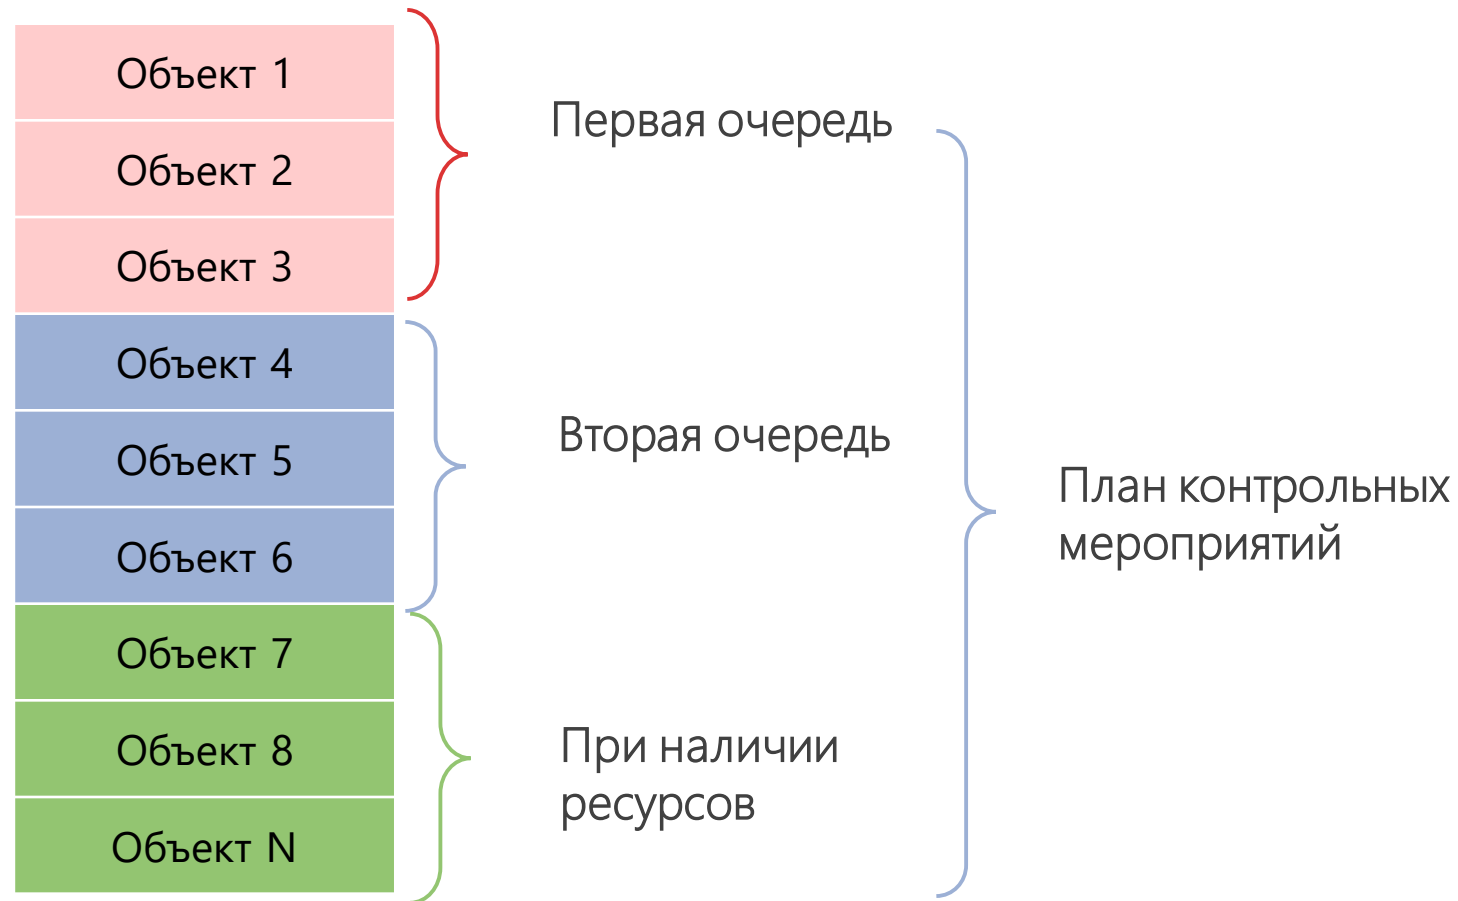 Объект 1
Объект 2
Объект 3
Объект 4
Объект 5
Объект 6
Объект 7
Объект 8
Объект N
Первая очередь
Вторая очередь
При наличии
ресурсов
План контрольных
мероприятий